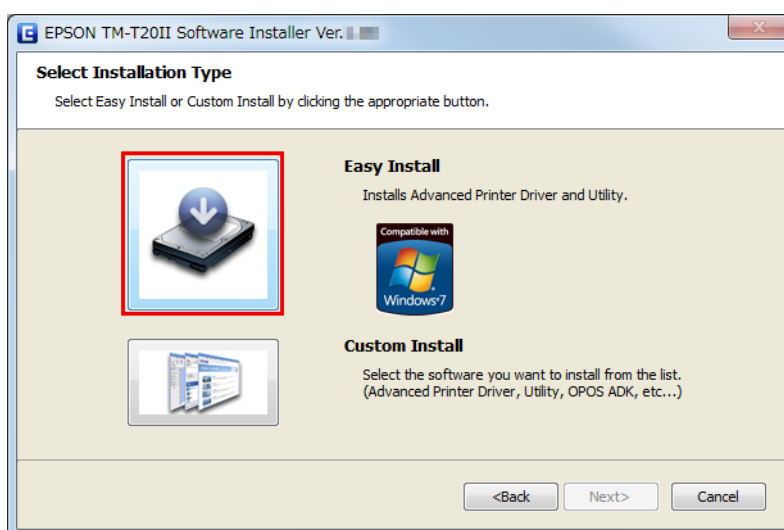 EPSON TM-T20II Software Installer Ver.
Select Installation Type
Select Easy Install or Custom Install by clicking the appropriate button.
Easy Install
Installs Advanced Printer Driver and Utility.
Compatible with
Windows®7
Custom Install
Select the software you want to install from the list.
(Advanced Printer Driver, Utility, OPOS ADK, etc...)
<Back
Next>
Cancel